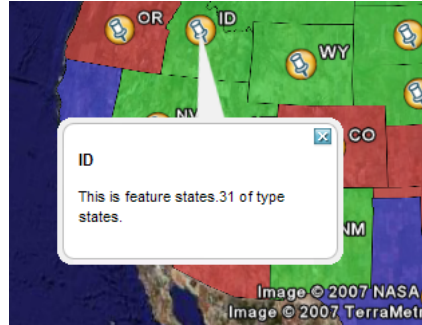 OR
ID
WY
NV
CO
ID
This is feature states.31 of type
states.
NM
Image © 2007 NASA
Image © 2007 TerraMetr